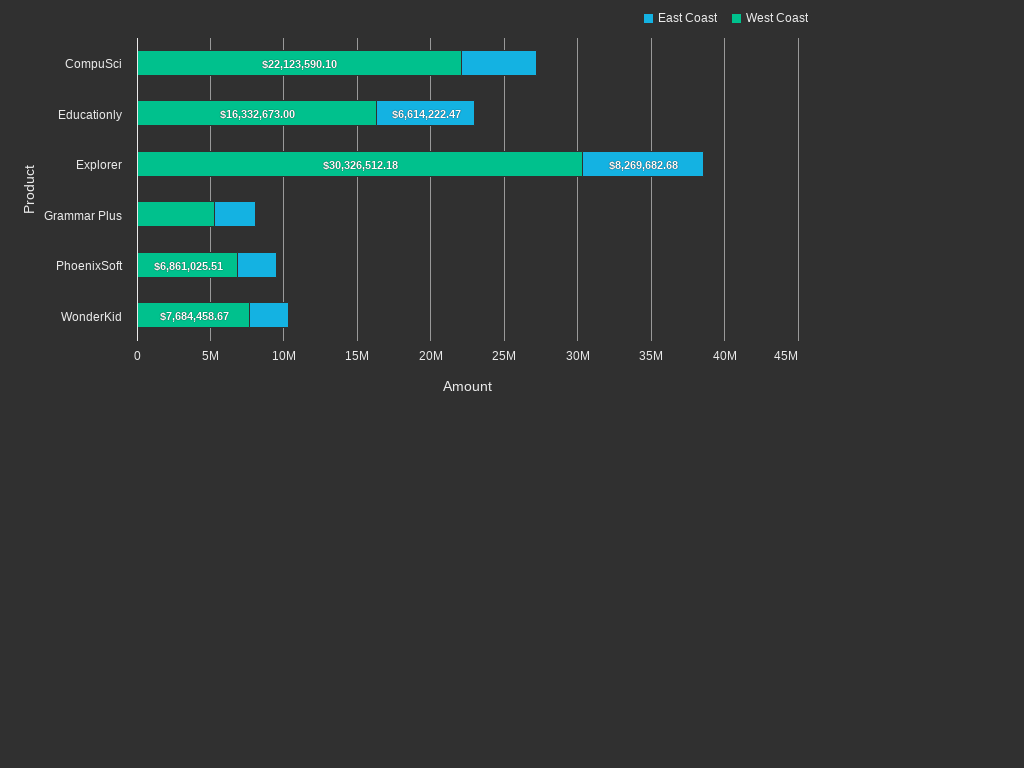 East Coast West Coast
CompuSci $22,123,590.10
Educationly $16,332,673.00 $6,614,222.47
Explorer $30,326,512.18 $8,269,682.68
Product
Grammar Plus
PhoenixSoft $6,861,025.51
WonderKid $7,684,458.67
0 5M 10M 15M 20M 25M 30M 35M 40M 45M
Amount